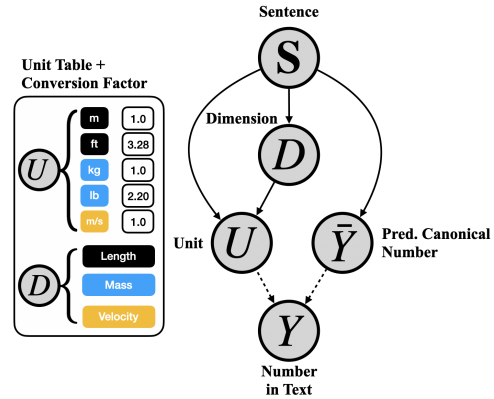 Sentence
S
Unit Table +
Conversion Factor
U
m 1.0
ft 3.28
kg 1.0
lb 2.20
m/s 1.0
D
Length
Mass
Velocity
Dimension
D
Unit
U
Ȳ
Pred. Canonical
Number
Y
Number
in Text